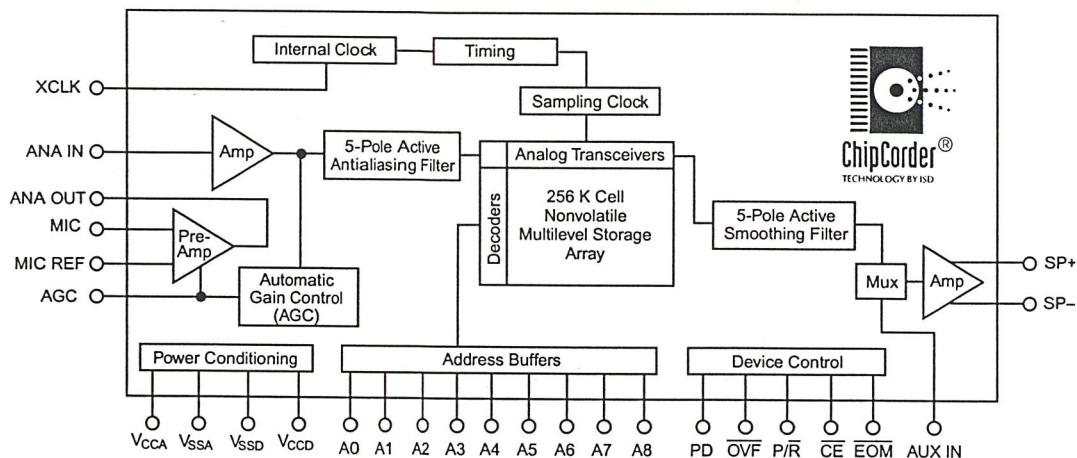 Internal Clock
Timing
XCLK
Sampling Clock
ChipCorder®
TECHNOLOGY BY ISD
ANA IN
Amp
5-Pole Active
Antialiasing Filter
Analog Transceivers
ANA OUT
MIC
Pre-
Amp
MIC REF
AGC
Automatic
Gain Control
(AGC)
Decoders
256 K Cell
Nonvolatile
Multilevel Storage
Array
5-Pole Active
Smoothing Filter
Mux
Amp
SP+
SP–
Power Conditioning
Address Buffers
Device Control
VCCA VSSA VSSD VCCD A0 A1 A2 A3 A4 A5 A6 A7 A8 PD O̅V̅F̅ P/R̅ C̅E̅ E̅O̅M̅ AUX IN